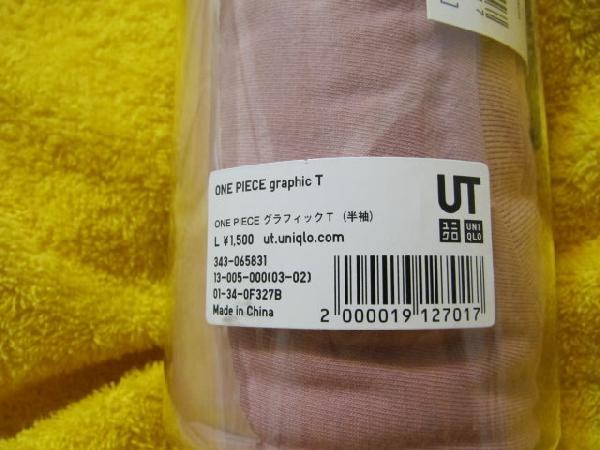 ONE PIECE graphic T
ONE PIECE グラフィックT (半袖)
L ¥1,500 ut.uniqlo.com
343-065831
13-005-000(03-02)
01-34-0F327B
Made in China
UT
ユニ
クロ
UNI
QLO
2 000019 127017